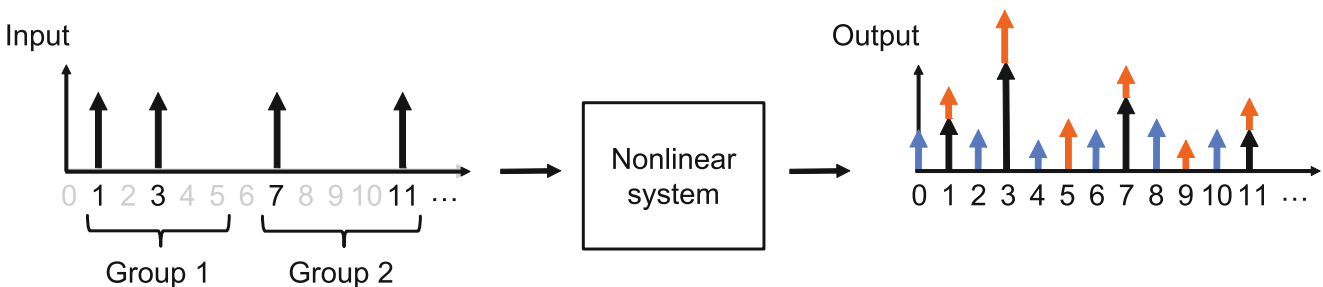 Input
0 1 2 3 4 5 6 7 8 9 10 11 ...
Group 1 Group 2
Nonlinear
system
Output
0 1 2 3 4 5 6 7 8 9 10 11 ...